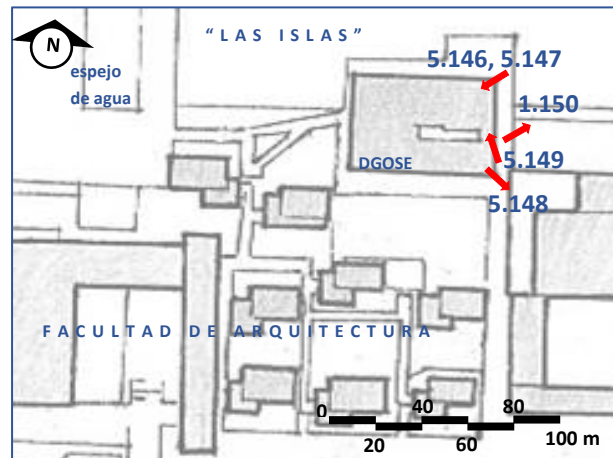 "LAS ISLAS"
N
espejo
de agua
5.146, 5.147
1.150
5.149
DGOSE
5.148
FACULTAD DE ARQUITECTURA
0 40 80
20 60 100 m